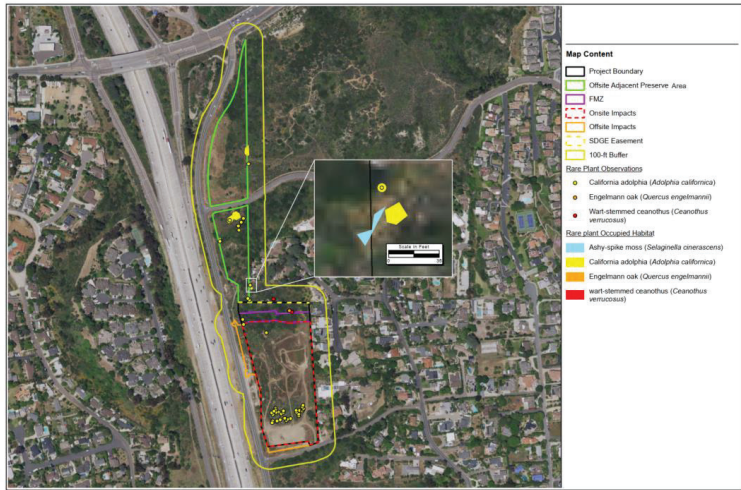 Map Content
Project Boundary
Offsite Adjacent Preserve Area
FMZ
Onsite Impacts
Offsite Impacts
SDGE Easement
100-ft Buffer
Rare Plant Observations
California adolphia (Adolphia californica)
Engelmann oak (Quercus engelmannii)
Wart-stemmed ceanothus (Ceanothus
verrucosus)
Rare plant Occupied Habitat
Ashy-spike moss (Selaginella cinerascens)
California adolphia (Adolphia californica)
Engelmann oak (Quercus engelmannii)
wart-stemmed ceanothus (Ceanothus
verrucosus)
Scale in Feet
0